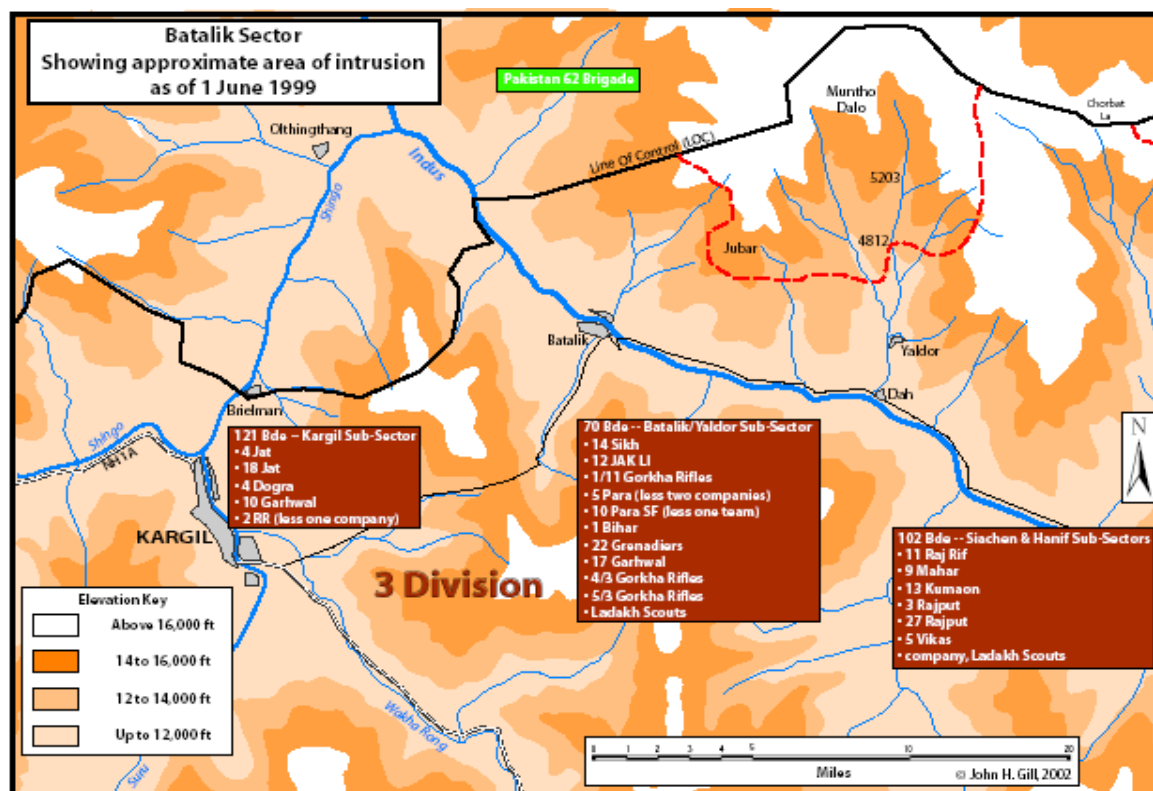 Batalik Sector
Showing approximate area of intrusion
as of 1 June 1999
Pakistan 62 Brigade
Muntho
Dalo
Chorbat
La
Olthingthang
Indus
Line Of Control (LOC)
Shingo
5203
4812
Jubar
Batalik
Yaldor
Dah
Brielman
Shingo
NH1A
KARGIL
121 Bde -- Kargil Sub-Sector
• 4 Jat
• 18 Jat
• 4 Dogra
• 10 Garhwal
• 2 RR (less one company)
70 Bde -- Batalik/Yaldor Sub-Sector
• 14 Sikh
• 12 JAK LI
• 1/11 Gorkha Rifles
• 5 Para (less two companies)
• 10 Para SF (less one team)
• 1 Bihar
• 22 Grenadiers
• 17 Garhwal
• 4/3 Gorkha Rifles
• 5/3 Gorkha Rifles
• Ladakh Scouts
N
102 Bde -- Siachen & Hanif Sub-Sectors
• 11 Raj Rif
• 9 Mahar
• 13 Kumaon
• 3 Rajput
• 27 Rajput
• 5 Vikas
• company, Ladakh Scouts
3 Division
Elevation Key
Above 16,000 ft
14 to 16,000 ft
12 to 14,000 ft
Up to 12,000 ft
Suru
Wakha Rong
0 1 2 3 4 5 10 20
Miles
© John H. Gill, 2002